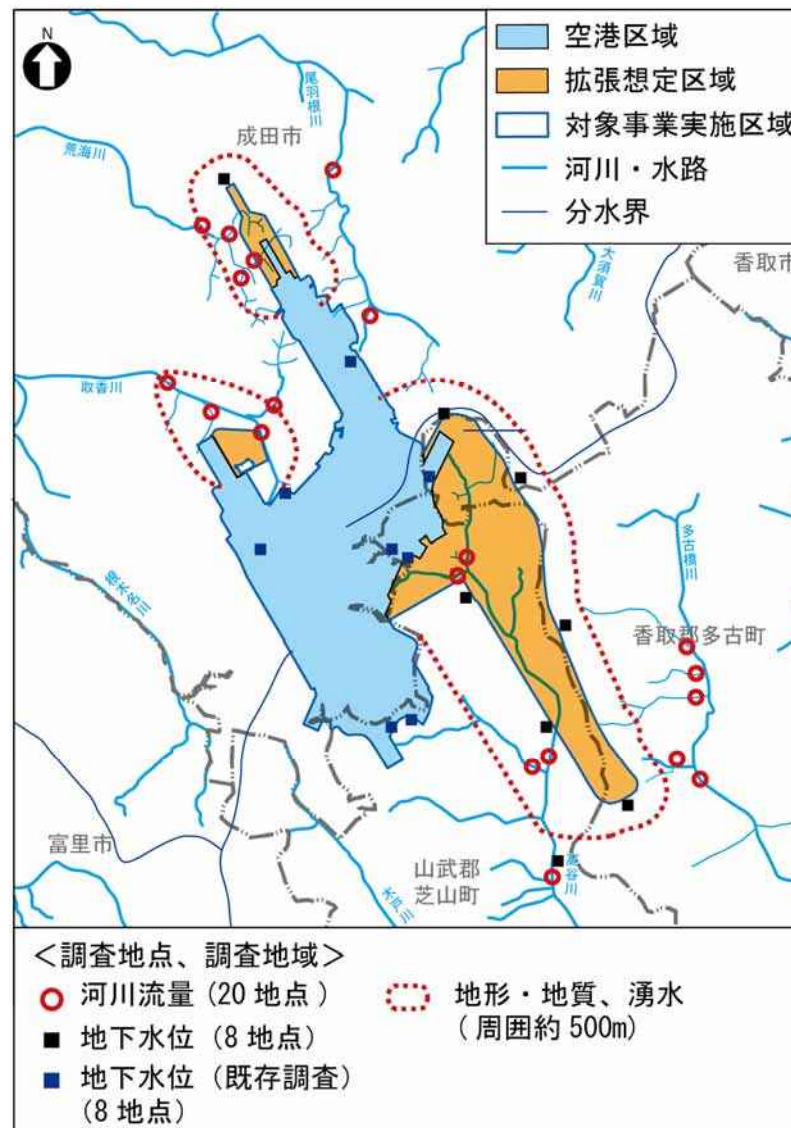 N
空港区域
拡張想定区域
対象事業実施区域
河川・水路
分水界
尾羽根川
成田市
荒海川
大須賀川
香取市
取香川
多古橋川
根木名川
香取郡多古町
富里市
山武郡
芝山町
高谷川
木戸川
＜調査地点、調査地域＞
河川流量（20 地点）
地下水位（8 地点）
地下水位（既存調査）
（8 地点）
地形・地質、湧水
（周囲約 500m）